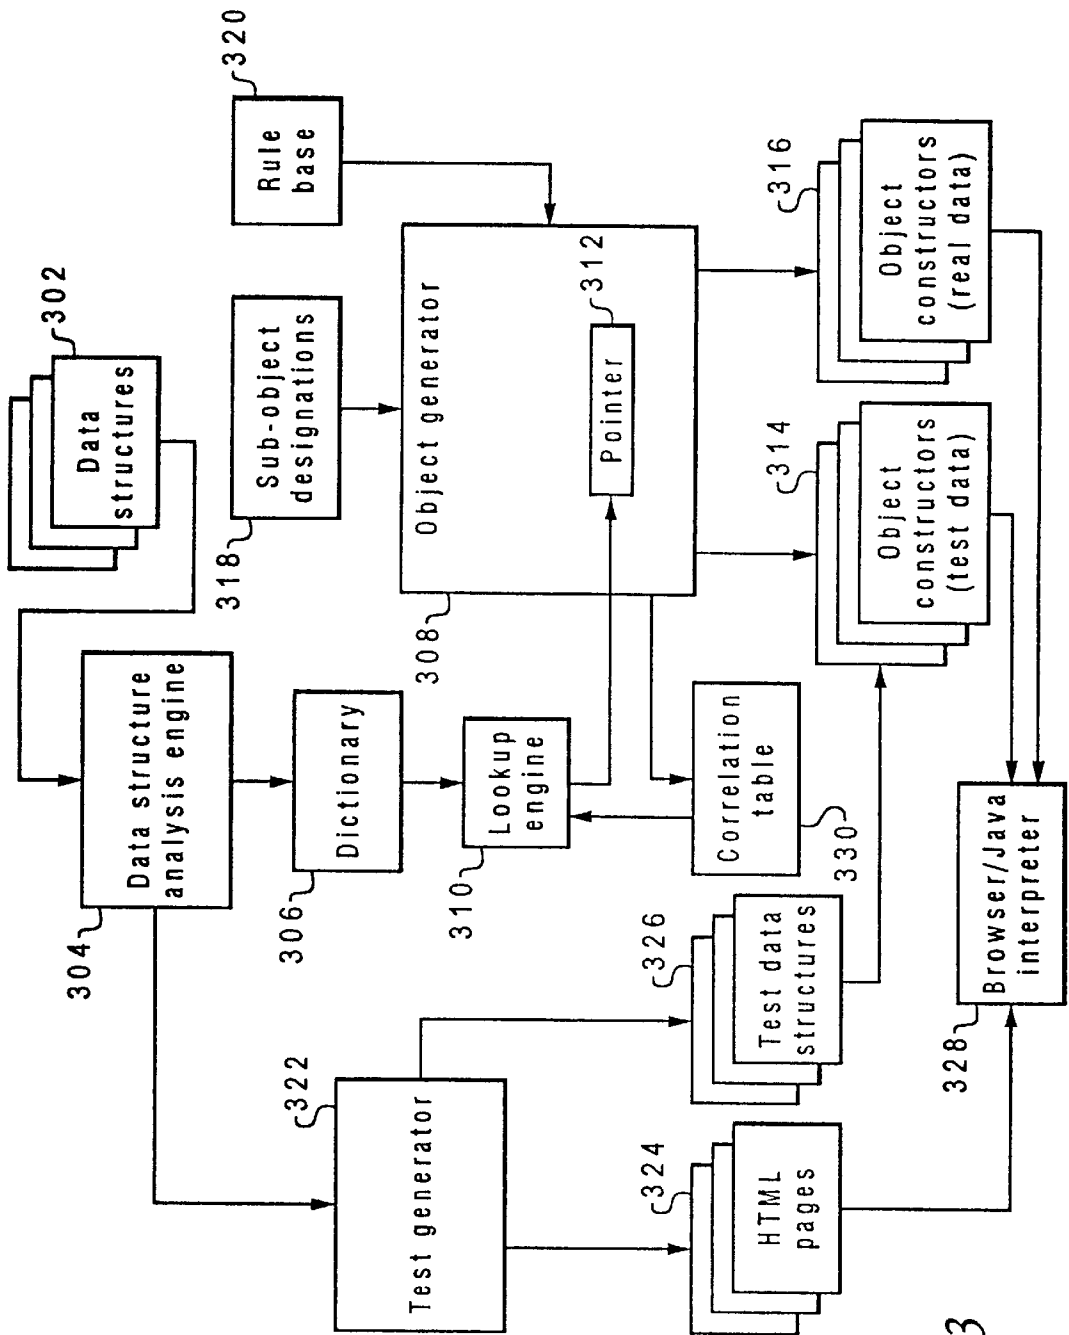 302
Data
structures
304
Data structure
analysis engine
306
Dictionary
310
Lookup
engine
318
Sub-object
designations
320
Rule
base
308
Object generator
312
Pointer
330
Correlation
table
322
Test generator
324
HTML
pages
326
Test data
structures
314
Object
constructors
(test data)
316
Object
constructors
(real data)
328
Browser/Java
interpreter
3